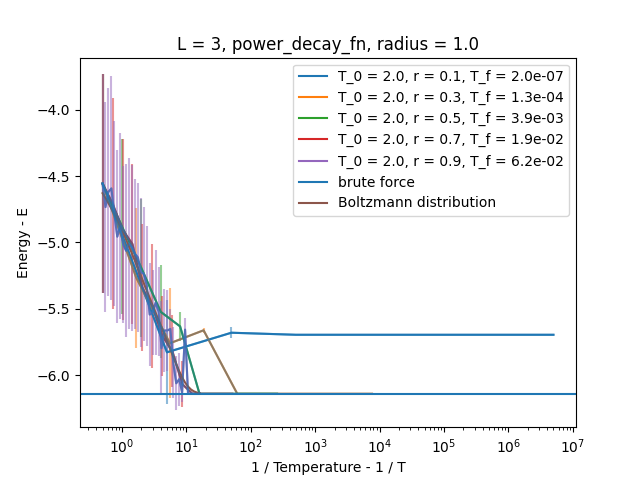 L = 3, power_decay_fn, radius = 1.0
T_0 = 2.0, r = 0.1, T_f = 2.0e-07
T_0 = 2.0, r = 0.3, T_f = 1.3e-04
T_0 = 2.0, r = 0.5, T_f = 3.9e-03
T_0 = 2.0, r = 0.7, T_f = 1.9e-02
T_0 = 2.0, r = 0.9, T_f = 6.2e-02
brute force
Boltzmann distribution
Energy - E
−4.0
−4.5
−5.0
−5.5
−6.0
10⁰ 10¹ 10² 10³ 10⁴ 10⁵ 10⁶ 10⁷
1 / Temperature - 1 / T